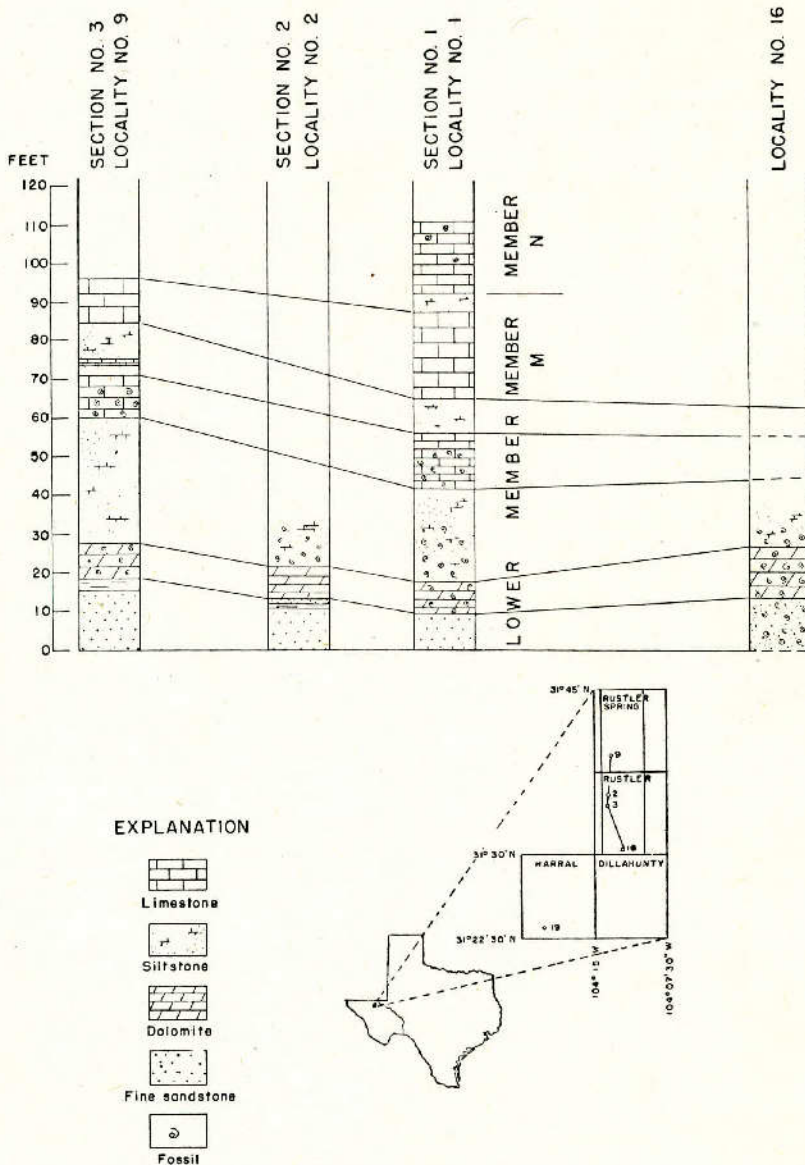 SECTION NO. 3
LOCALITY NO. 9
SECTION NO. 2
LOCALITY NO. 2
SECTION NO. 1
LOCALITY NO. 1
LOCALITY NO. 16
FEET
120
110
100
90
80
70
60
50
40
30
20
10
0
MEMBER
N
MEMBER
M
LOWER MEMBER
31°45' N
RUSTLER
SPRING
9
RUSTLER
2
3
16
31°30' N
HARRAL
DILLAHUNTY
19
31°22'30" N
104°15' W
104°07'30" W
EXPLANATION
Limestone
Siltstone
Dolomite
Fine sandstone
Fossil